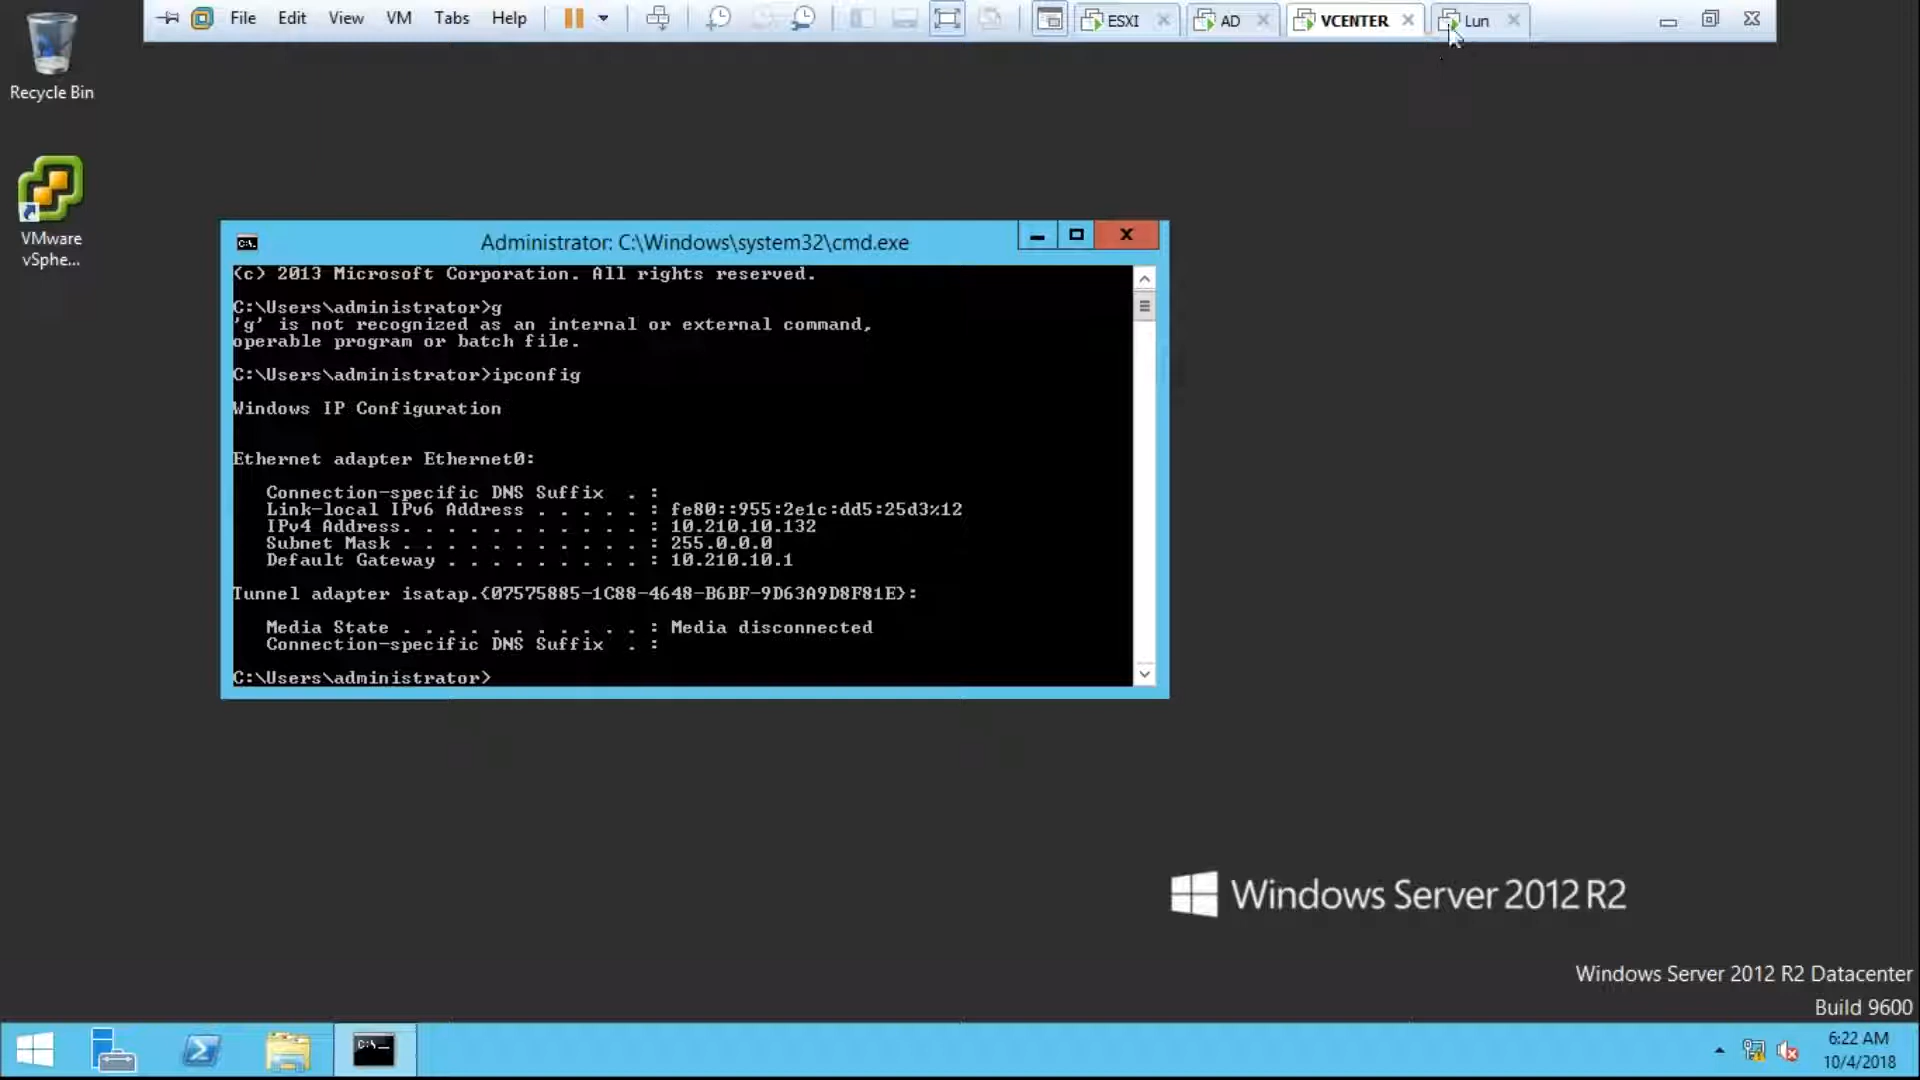 File Edit View VM Tabs Help
ESXI
AD
VCENTER
Lun
Recycle Bin
VMware
vSphe...
Administrator: C:\Windows\system32\cmd.exe
(c) 2013 Microsoft Corporation. All rights reserved.
C:\Users\administrator>g
'g' is not recognized as an internal or external command,
operable program or batch file.
C:\Users\administrator>ipconfig
Windows IP Configuration
Ethernet adapter Ethernet0:
Connection-specific DNS Suffix . :
Link-local IPv6 Address . . . . . : fe80::955:2e1c:dd5:25d3%12
IPv4 Address. . . . . . . . . . . : 10.210.10.132
Subnet Mask . . . . . . . . . . . : 255.0.0.0
Default Gateway . . . . . . . . . : 10.210.10.1
Tunnel adapter isatap.{07575885-1C88-4648-B6BF-9D63A9D8F81E}:
Media State . . . . . . . . . . . : Media disconnected
Connection-specific DNS Suffix . :
C:\Users\administrator>
Windows Server 2012 R2
Windows Server 2012 R2 Datacenter
Build 9600
6:22 AM
10/4/2018